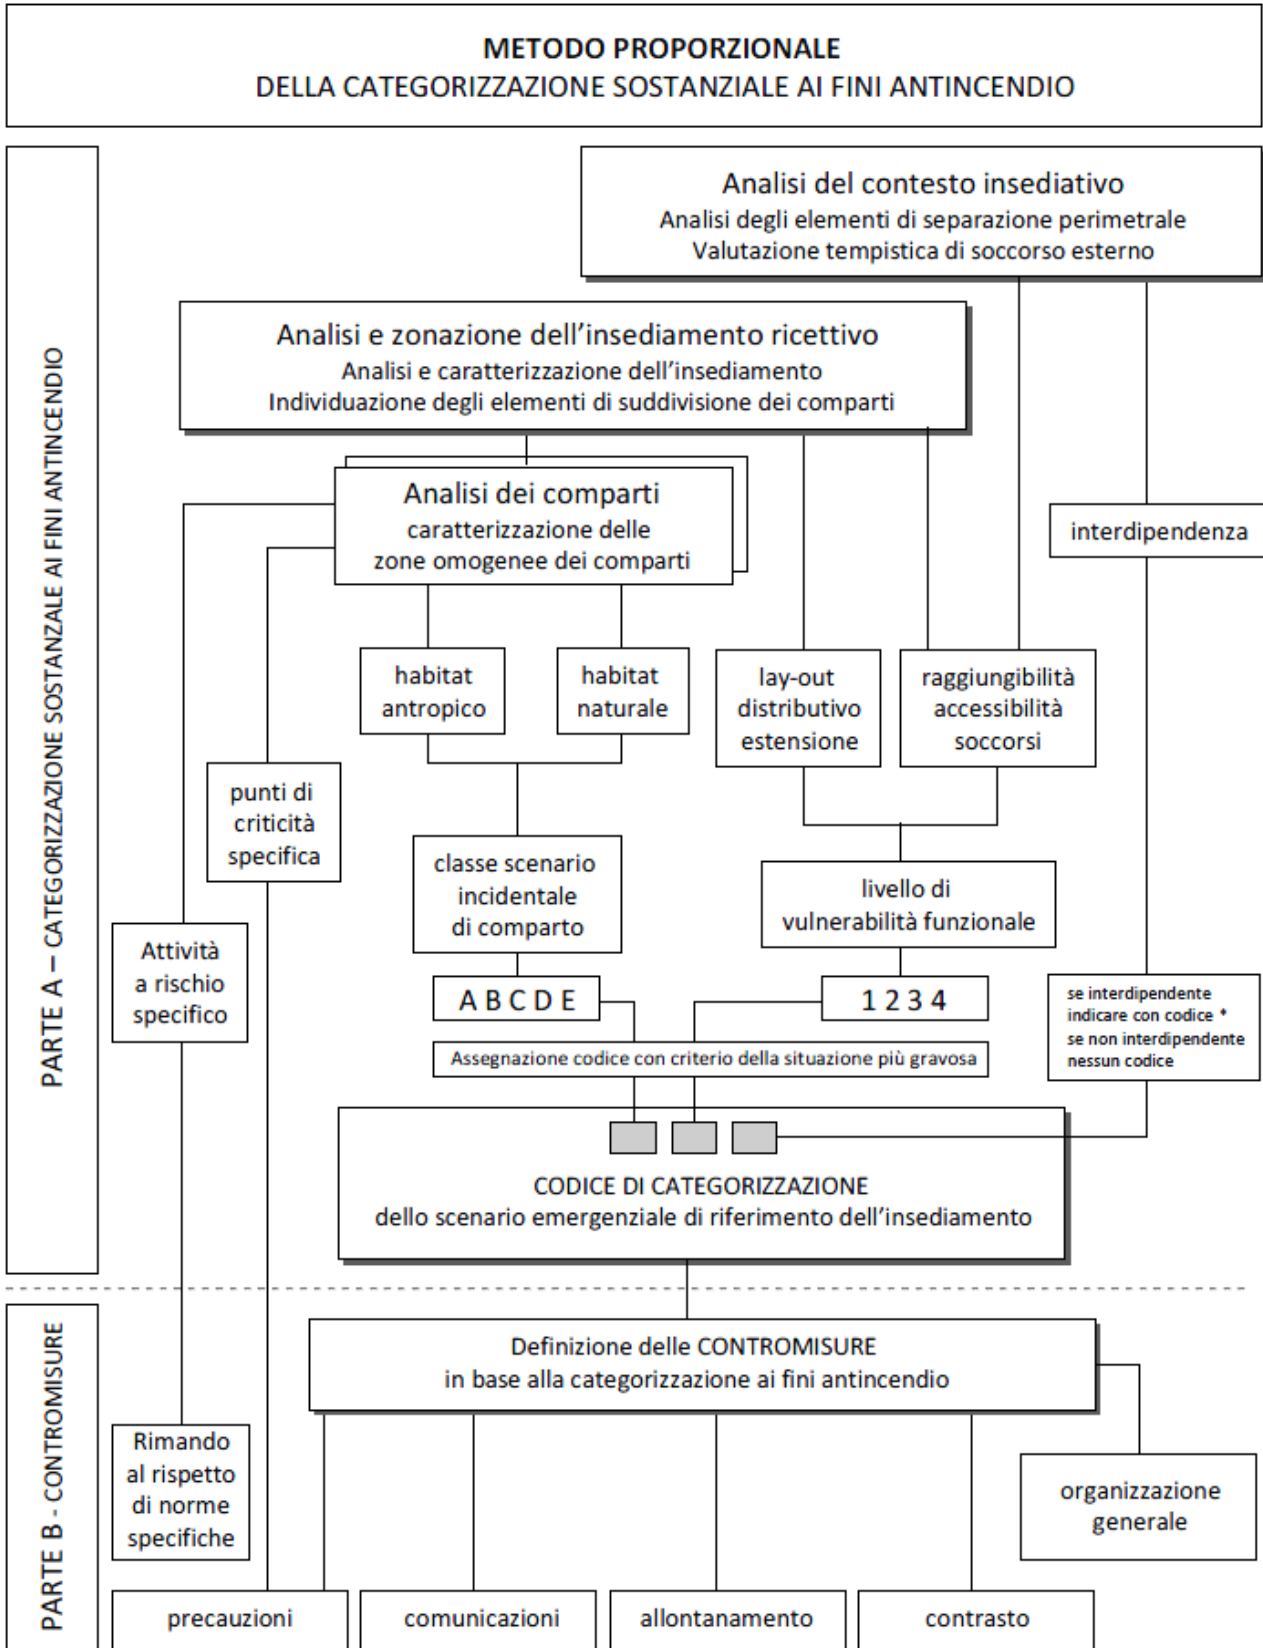 METODO PROPORZIONALE
DELLA CATEGORIZZAZIONE SOSTANZIALE AI FINI ANTINCENDIO
PARTE A – CATEGORIZZAZIONE SOSTANZALE AI FINI ANTINCENDIO
Analisi del contesto insediativo
Analisi degli elementi di separazione perimetrale
Valutazione tempistica di soccorso esterno
Analisi e zonazione dell'insediamento ricettivo
Analisi e caratterizzazione dell'insediamento
Individuazione degli elementi di suddivisione dei comparti
Analisi dei comparti
caratterizzazione delle
zone omogenee dei comparti
interdipendenza
habitat
antropico
habitat
naturale
lay-out
distributivo
estensione
raggiungibilità
accessibilità
soccorsi
punti di
criticità
specifica
classe scenario
incidentale
di comparto
livello di
vulnerabilità funzionale
Attività
a rischio
specifico
A B C D E
1 2 3 4
se interdipendente
indicare con codice *
se non interdipendente
nessun codice
Assegnazione codice con criterio della situazione più gravosa
CODICE DI CATEGORIZZAZIONE
dello scenario emergenziale di riferimento dell'insediamento
PARTE B - CONTROMISURE
Definizione delle CONTROMISURE
in base alla categorizzazione ai fini antincendio
Rimando
al rispetto
di norme
specifiche
organizzazione
generale
precauzioni
comunicazioni
allontanamento
contrasto